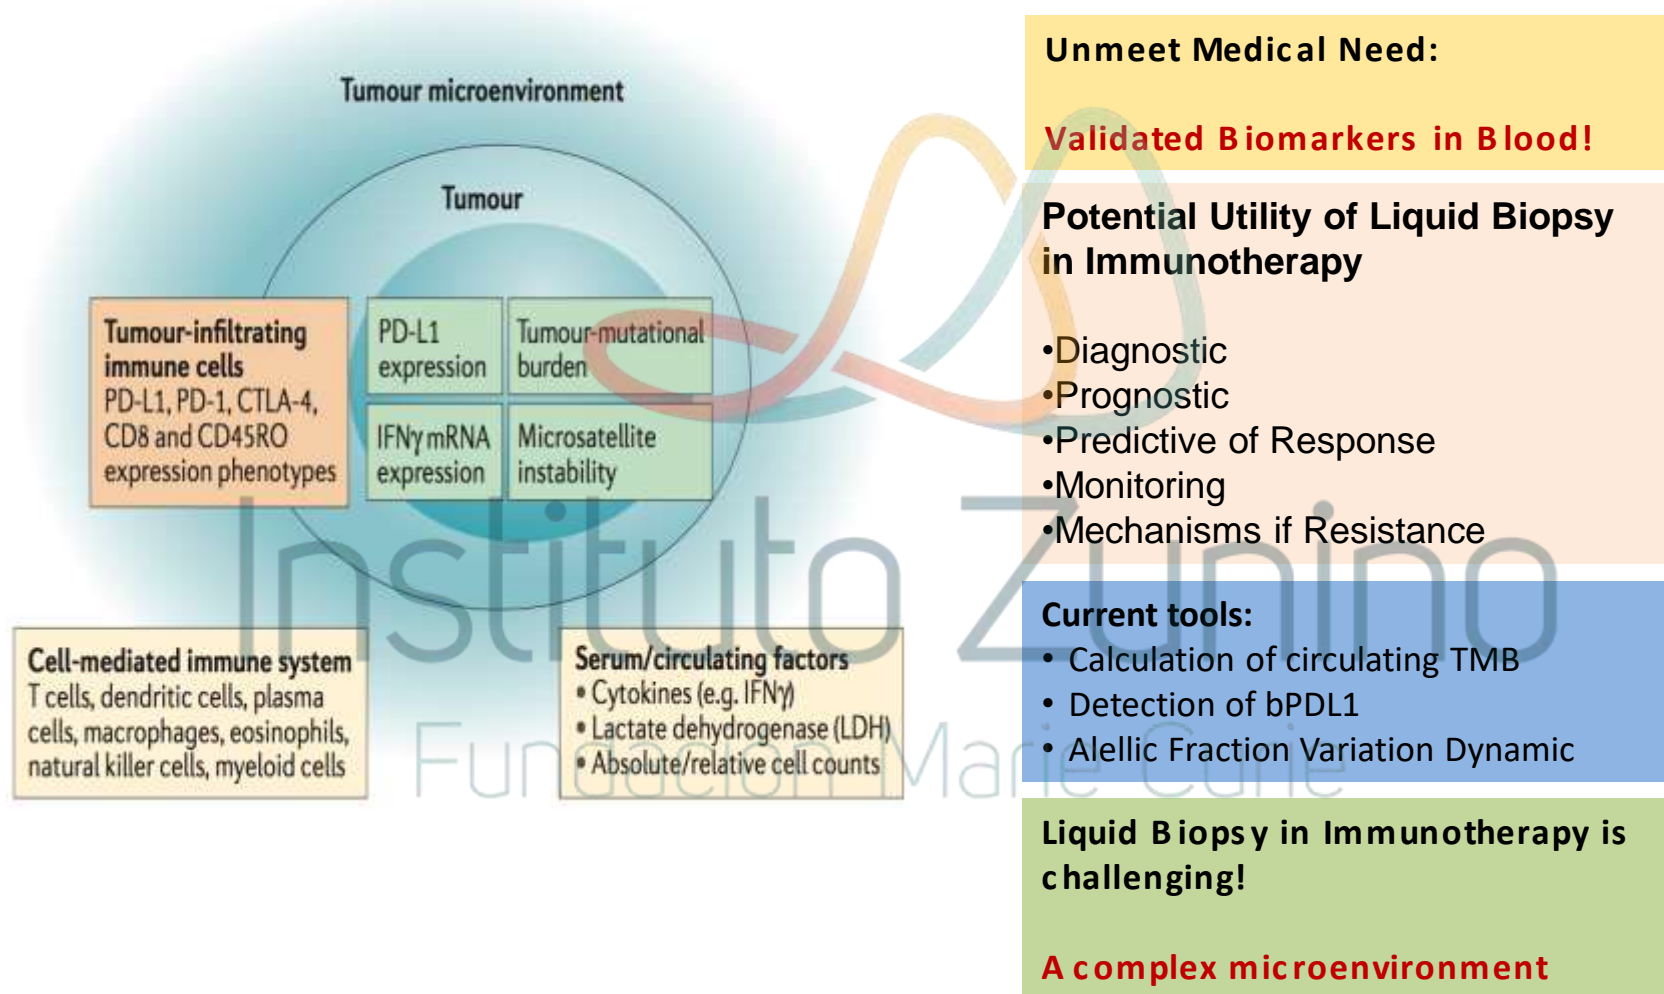 Tumour microenvironment
Tumour
Tumour-infiltrating
immune cells
PD-L1, PD-1, CTLA-4,
CD8 and CD45RO
expression phenotypes
PD-L1
expression
Tumour-mutational
burden
IFNγ mRNA
expression
Microsatellite
instability
Cell-mediated immune system
T cells, dendritic cells, plasma
cells, macrophages, eosinophils,
natural killer cells, myeloid cells
Serum/circulating factors
• Cytokines (e.g. IFNγ)
• Lactate dehydrogenase (LDH)
• Absolute/relative cell counts
Unmeet Medical Need:
Validated Biomarkers in Blood!
Potential Utility of Liquid Biopsy
in Immunotherapy
•Diagnostic
•Prognostic
•Predictive of Response
•Monitoring
•Mechanisms if Resistance
Current tools:
• Calculation of circulating TMB
• Detection of bPDL1
• Alellic Fraction Variation Dynamic
Liquid Biopsy in Immunotherapy is
challenging!
A complex microenvironment
Instituto Zunino
Fundación Marie Curie